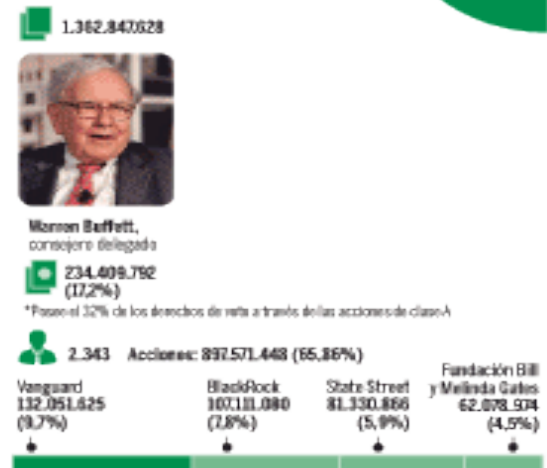 1.362.847.628
Warren Buffett,
consejero delegado
234.409.792
(17,2%)
*Posee el 32% de los derechos de voto a través de las acciones de clase A
2.343 Acciones: 897.571.448 (65,86%)
Vanguard
132.051.625
(9,7%)
BlackRock
107.111.080
(7,8%)
State Street
81.330.866
(5,9%)
Fundación Bill
y Melinda Gates
62.078.974
(4,5%)